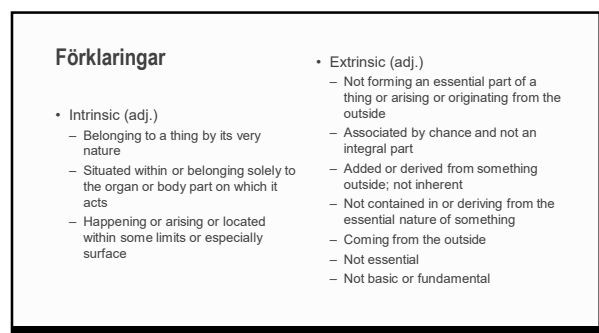 Förklaringar
• Intrinsic (adj.)
– Belonging to a thing by its very
nature
– Situated within or belonging solely to
the organ or body part on which it
acts
– Happening or arising or located
within some limits or especially
surface
• Extrinsic (adj.)
– Not forming an essential part of a
thing or arising or originating from the
outside
– Associated by chance and not an
integral part
– Added or derived from something
outside; not inherent
– Not contained in or deriving from the
essential nature of something
– Coming from the outside
– Not essential
– Not basic or fundamental